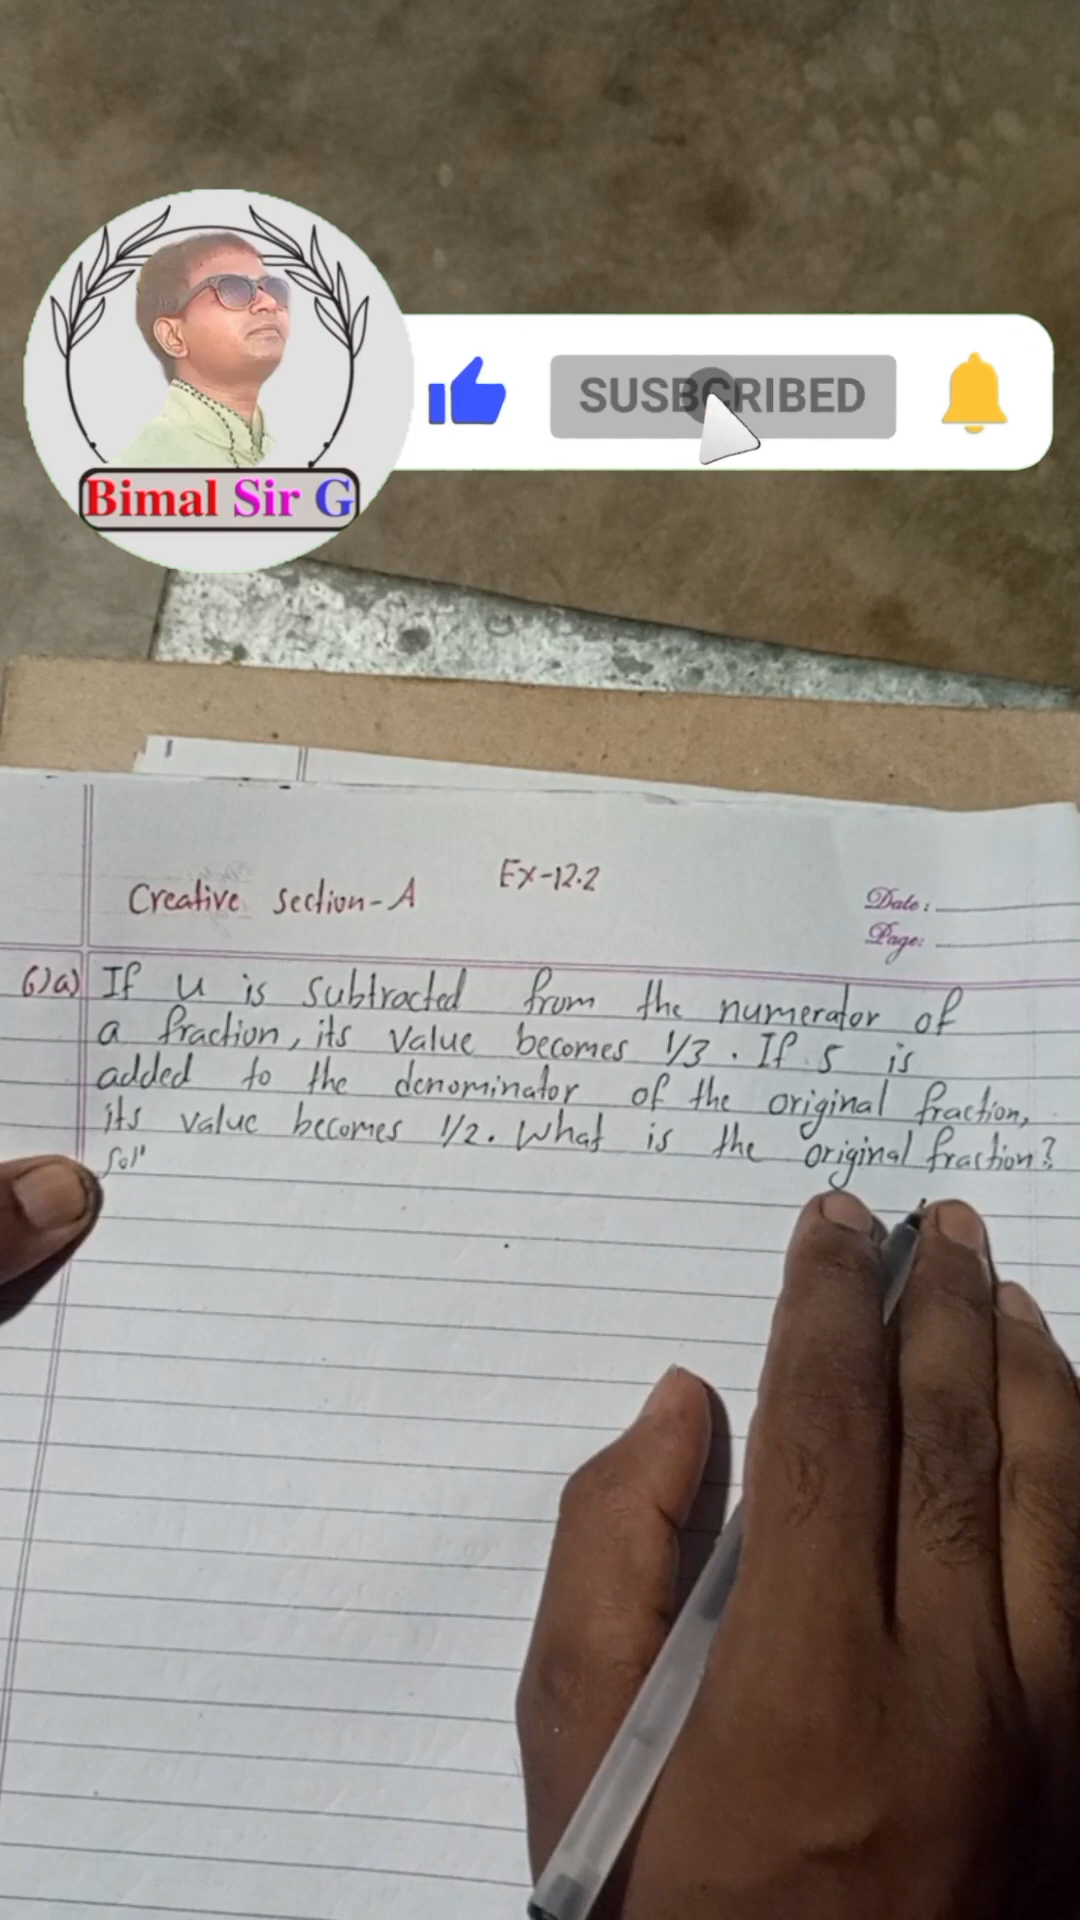 Bimal Sir G
SUSBCRIBED
Creative section-A
Ex-12.2
Date:
Page:
6)a) If u is subtracted from the numerator of
a fraction, its value becomes 1/3. If 5 is
added to the denominator of the original fraction,
its value becomes 1/2. What is the original fraction?
Solⁿ